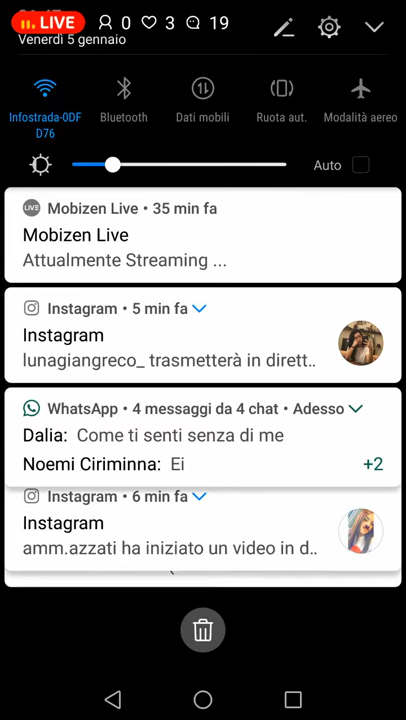 LIVE 0 3 19
Venerdì 5 gennaio
Infostrada-0DFD76
Bluetooth
Dati mobili
Ruota aut.
Modalità aereo
Auto
LIVE Mobizen Live • 35 min fa
Mobizen Live
Attualmente Streaming ...
Instagram • 5 min fa
Instagram
lunagiangreco_ trasmetterà in dirett..
WhatsApp • 4 messaggi da 4 chat • Adesso
Dalia: Come ti senti senza di me
Noemi Ciriminna: Ei +2
Instagram • 6 min fa
Instagram
amm.azzati ha iniziato un video in d..